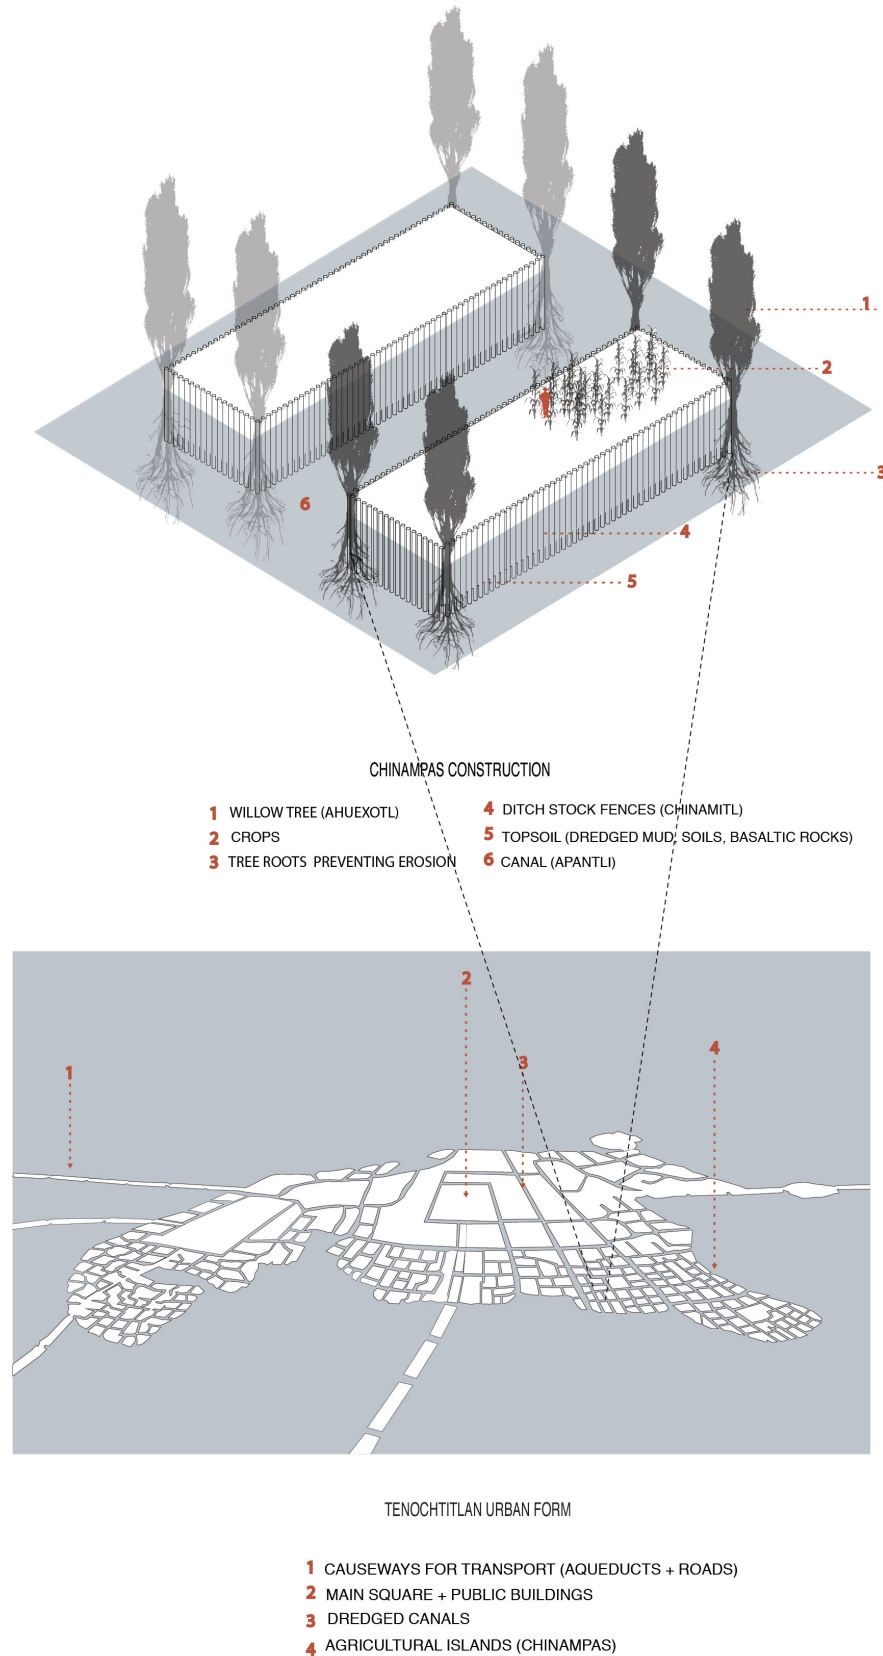 1
2
3
6
4
5
CHINAMPAS CONSTRUCTION
1 WILLOW TREE (AHUEXOTL)
2 CROPS
3 TREE ROOTS PREVENTING EROSION
4 DITCH STOCK FENCES (CHINAMITL)
5 TOPSOIL (DREDGED MUD, SOILS, BASALTIC ROCKS)
6 CANAL (APANTLI)
2
3
4
1
TENOCHTITLAN URBAN FORM
1 CAUSEWAYS FOR TRANSPORT (AQUEDUCTS + ROADS)
2 MAIN SQUARE + PUBLIC BUILDINGS
3 DREDGED CANALS
4 AGRICULTURAL ISLANDS (CHINAMPAS)